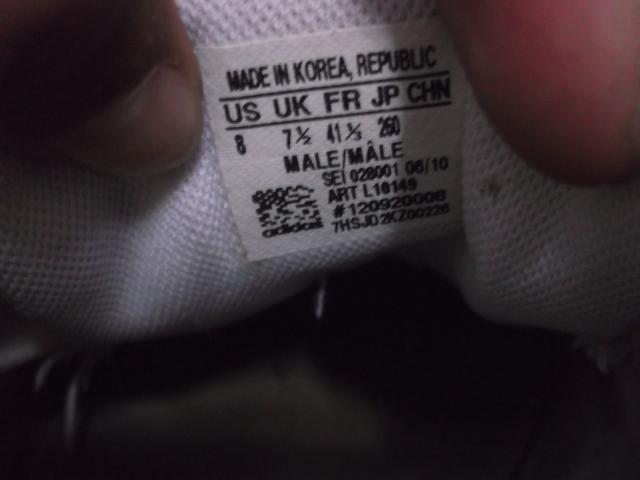 MADE IN KOREA, REPUBLIC
US UK FR JP CHN
8 7½ 41⅓ 260
MALE/MÂLE
SEI 028001 06/10
ART L10149
#120920008
7HSJD2KZ00226
adidas